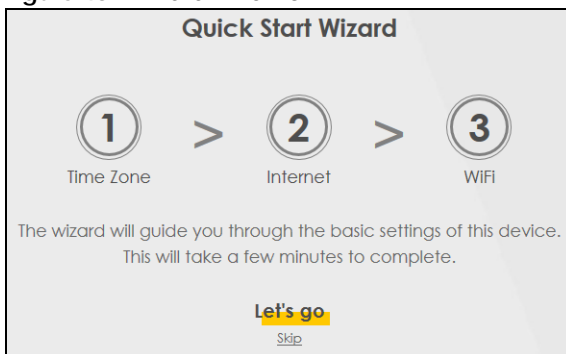 Quick Start Wizard
1 > 2 > 3
Time Zone Internet WiFi
The wizard will guide you through the basic settings of this device.
This will take a few minutes to complete.
Let's go
Skip